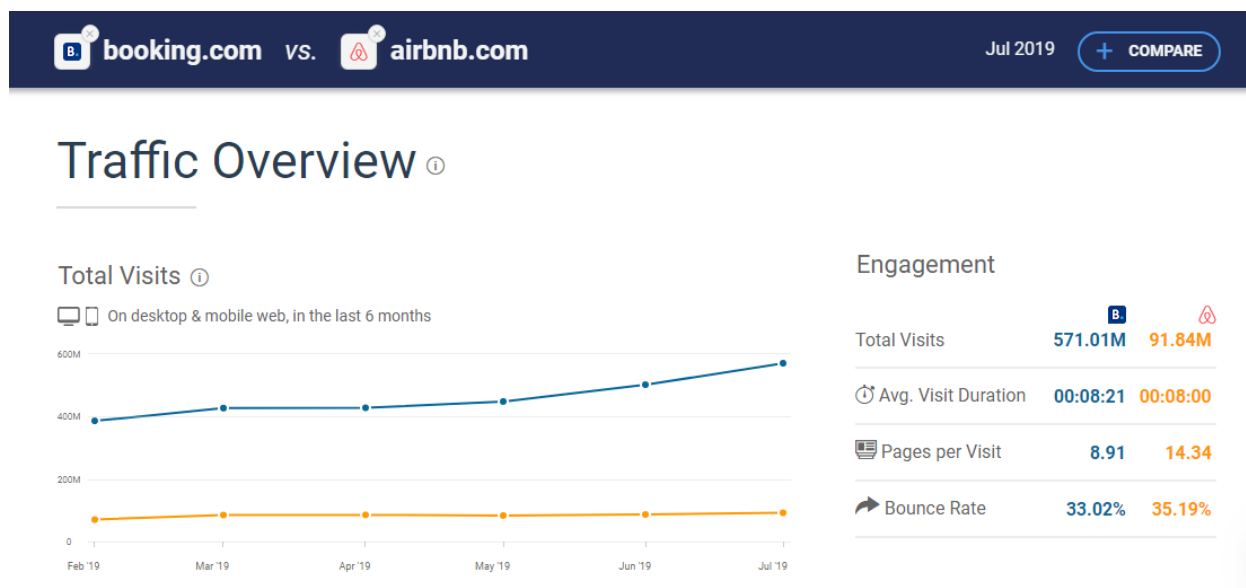 B. booking.com vs. airbnb.com Jul 2019 + COMPARE
Traffic Overview
Total Visits
On desktop & mobile web, in the last 6 months
600M
400M
200M
0
Feb '19 Mar '19 Apr '19 May '19 Jun '19 Jul '19
Engagement
B.
Total Visits 571.01M 91.84M
Avg. Visit Duration 00:08:21 00:08:00
Pages per Visit 8.91 14.34
Bounce Rate 33.02% 35.19%